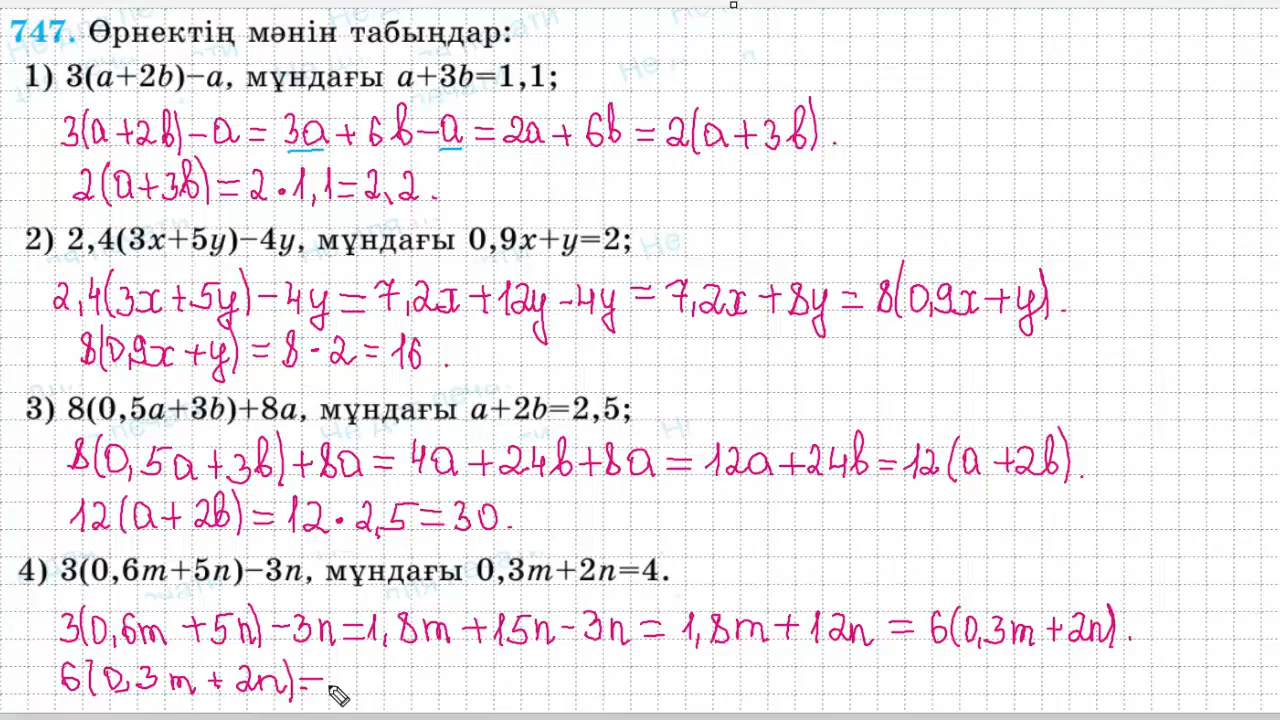 747. Өрнектің мәнін табыңдар:
1) 3(a+2b)–a, мұндағы a+3b=1,1;
3(a+2b)–a = 3a+6b–a = 2a+6b = 2(a+3b).
2(a+3b)=2·1,1=2,2.
2) 2,4(3x+5y)–4y, мұндағы 0,9x+y=2;
2,4(3x+5y)–4y=7,2x+12y–4y=7,2x+8y=8(0,9x+y).
8(0,9x+y)=8·2=16.
3) 8(0,5a+3b)+8a, мұндағы a+2b=2,5;
8(0,5a+3b)+8a=4a+24b+8a=12a+24b=12(a+2b).
12(a+2b)=12·2,5=30.
4) 3(0,6m+5n)–3n, мұндағы 0,3m+2n=4.
3(0,6m+5n)–3n=1,8m+15n–3n=1,8m+12n=6(0,3m+2n).
6(0,3m+2n)=